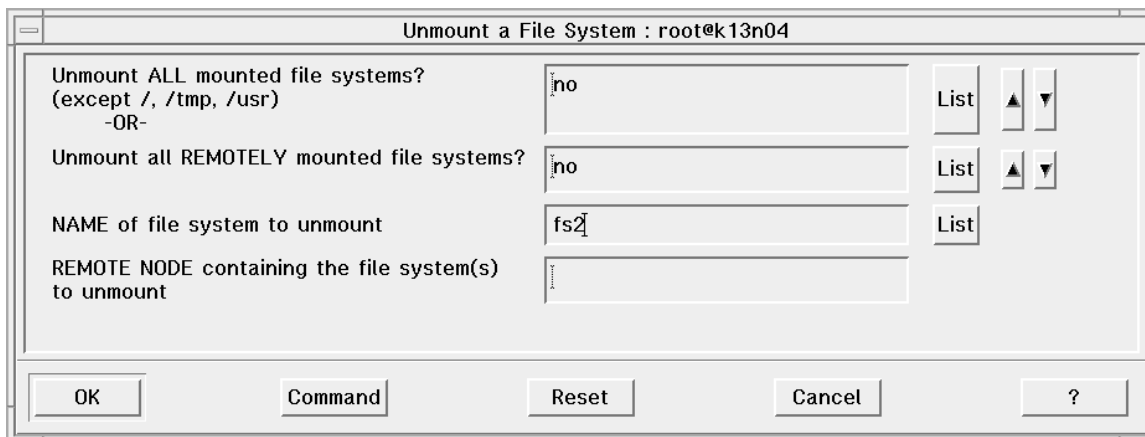 Unmount a File System : root@k13n04
Unmount ALL mounted file systems?
(except /, /tmp, /usr)
-OR-
no
List
Unmount all REMOTELY mounted file systems?
no
List
NAME of file system to unmount
fs2
List
REMOTE NODE containing the file system(s)
to unmount
OK
Command
Reset
Cancel
?